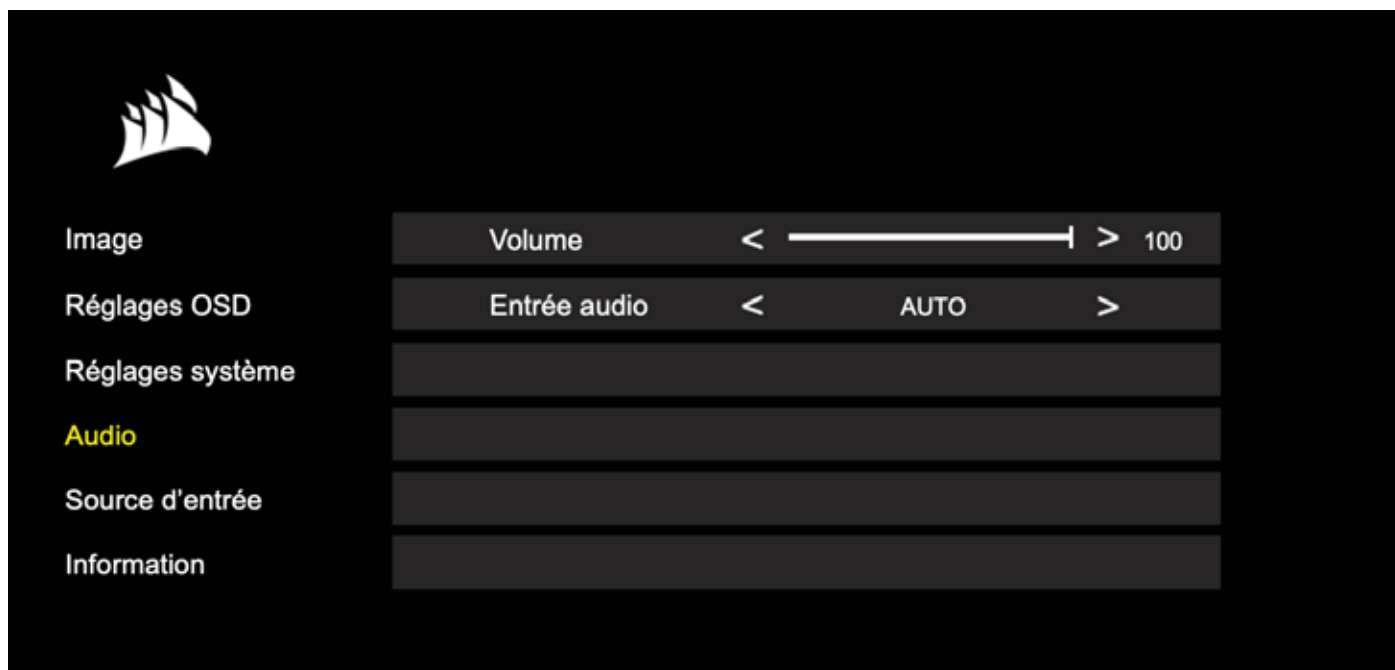 Image Volume < > 100
Réglages OSD Entrée audio < AUTO >
Réglages système
Audio
Source d’entrée
Information